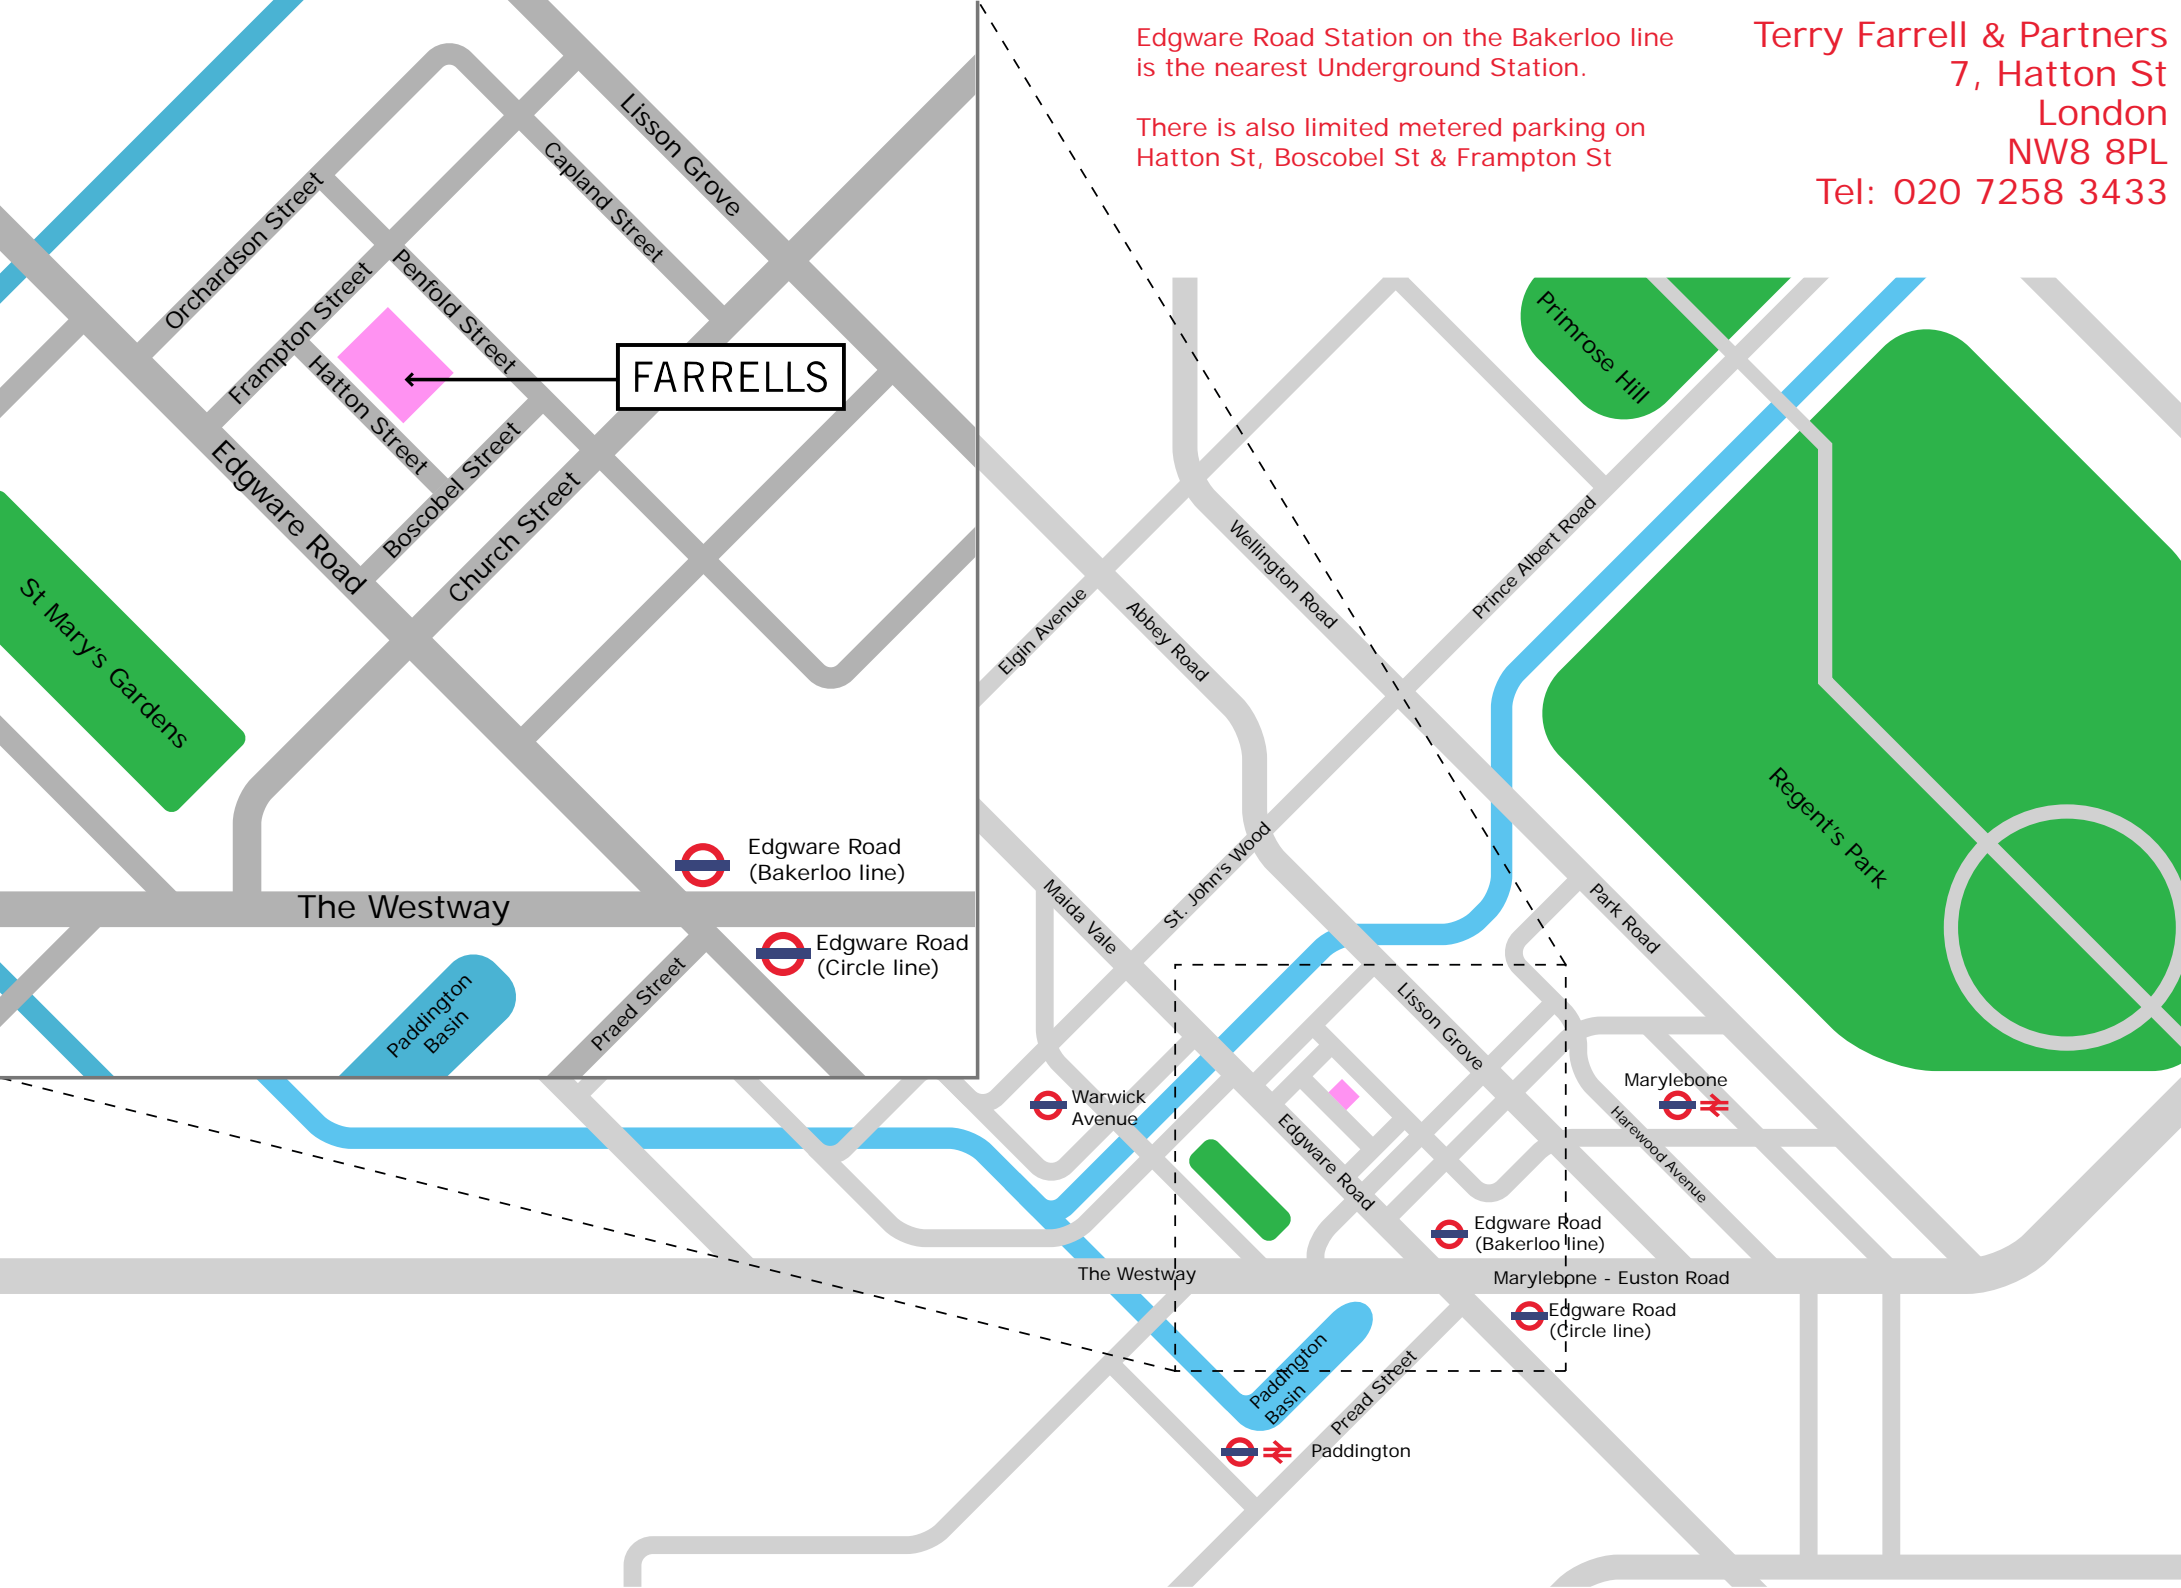 Edgware Road Station on the Bakerloo line
is the nearest Underground Station.
There is also limited metered parking on
Hatton St, Boscobel St & Frampton St
Terry Farrell & Partners
7, Hatton St
London
NW8 8PL
Tel: 020 7258 3433
Lisson Grove
Capland Street
Orchardson Street
Penfold Street
Frampton Street
FARRELLS
Hatton Street
Boscobel Street
Church Street
Edgware Road
St Mary's Gardens
Edgware Road
(Bakerloo line)
The Westway
Edgware Road
(Circle line)
Paddington
Basin
Praed Street
Primrose Hill
Wellington Road
Prince Albert Road
Elgin Avenue
Abbey Road
Regent's Park
St. John's Wood
Maida Vale
Park Road
Lisson Grove
Marylebone
Warwick
Avenue
Harewood Avenue
Edgware Road
Edgware Road
(Bakerloo line)
The Westway
Marylebone - Euston Road
Edgware Road
(Circle line)
Paddington
Basin
Pread Street
Paddington